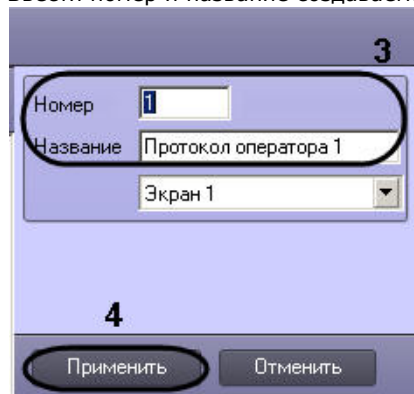 3
Номер 1
Название Протокол оператора 1
Экран 1
4
Применить Отменить